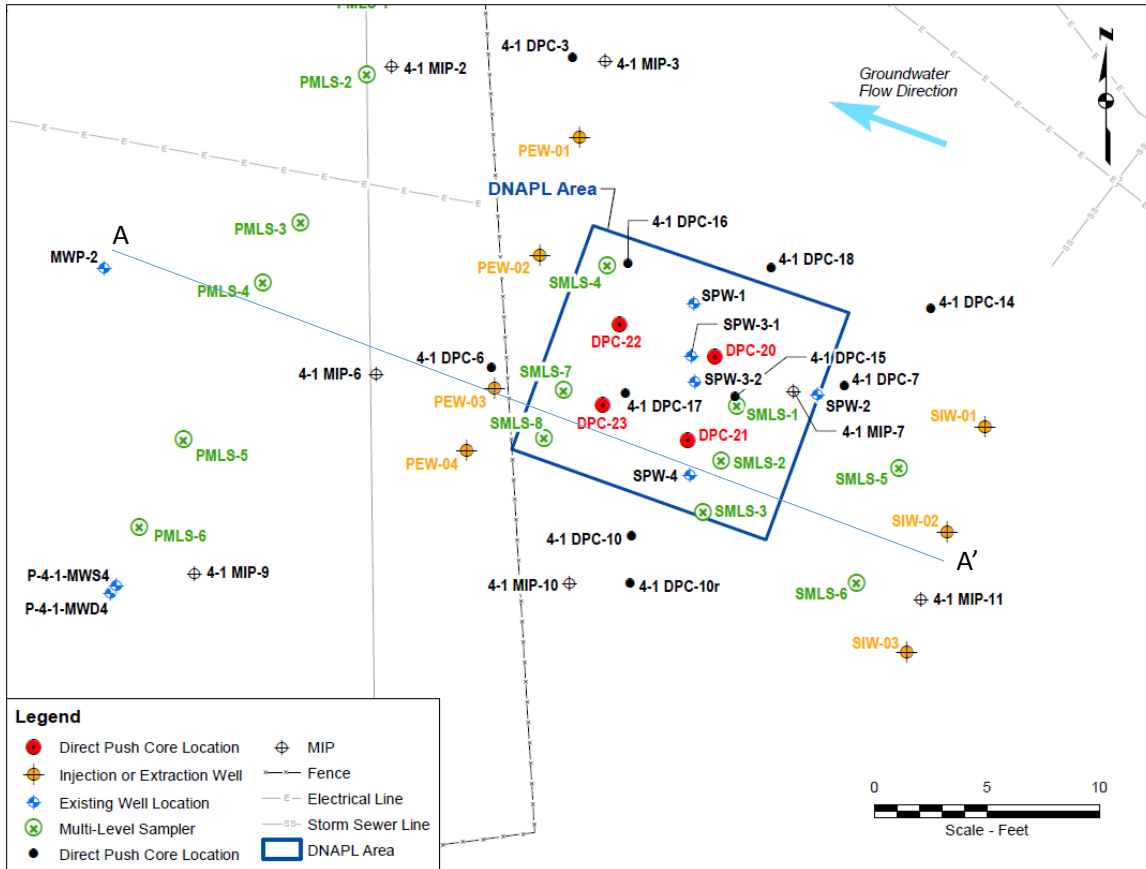 PMLS-1
4-1 DPC-3
4-1 MIP-2
4-1 MIP-3
PMLS-2
Groundwater
Flow Direction
Z
E
E
E
E
SS
SS
SS
PEW-01
E
E
E
E
E
DNAPL Area
4-1 DPC-16
PMLS-3
A
MWP-2
PEW-02
4-1 DPC-18
SMLS-4
PMLS-4
SPW-1
4-1 DPC-14
SPW-3-1
DPC-22
DPC-20
4-1 DPC-6
4-1 DPC-15
4-1 MIP-6
SMLS-7
SPW-3-2
4-1 DPC-7
PEW-03
4-1 DPC-17
SMLS-1
SPW-2
DPC-23
4-1 MIP-7
SIW-01
SMLS-8
DPC-21
PMLS-5
PEW-04
SMLS-2
SPW-4
SMLS-5
SMLS-3
SIW-02
PMLS-6
4-1 DPC-10
A'
P-4-1-MWS4
4-1 MIP-9
4-1 MIP-10
4-1 DPC-10r
SMLS-6
P-4-1-MWD4
4-1 MIP-11
SIW-03
Legend
Direct Push Core Location
Injection or Extraction Well
Existing Well Location
Multi-Level Sampler
Direct Push Core Location
MIP
Fence
E Electrical Line
SS Storm Sewer Line
DNAPL Area
0 5 10
Scale - Feet